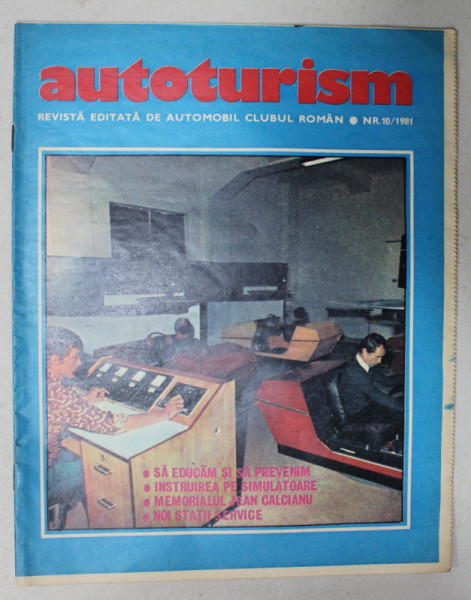 autoturism
REVISTĂ EDITATĂ DE AUTOMOBIL CLUBUL ROMÂN ● NR.10/1981
● SĂ EDUCĂM ȘI SĂ PREVENIM
● INSTRUIREA PE SIMULATOARE
● MEMORIALUL JEAN CALCIANU
● NOI STAȚII SERVICE